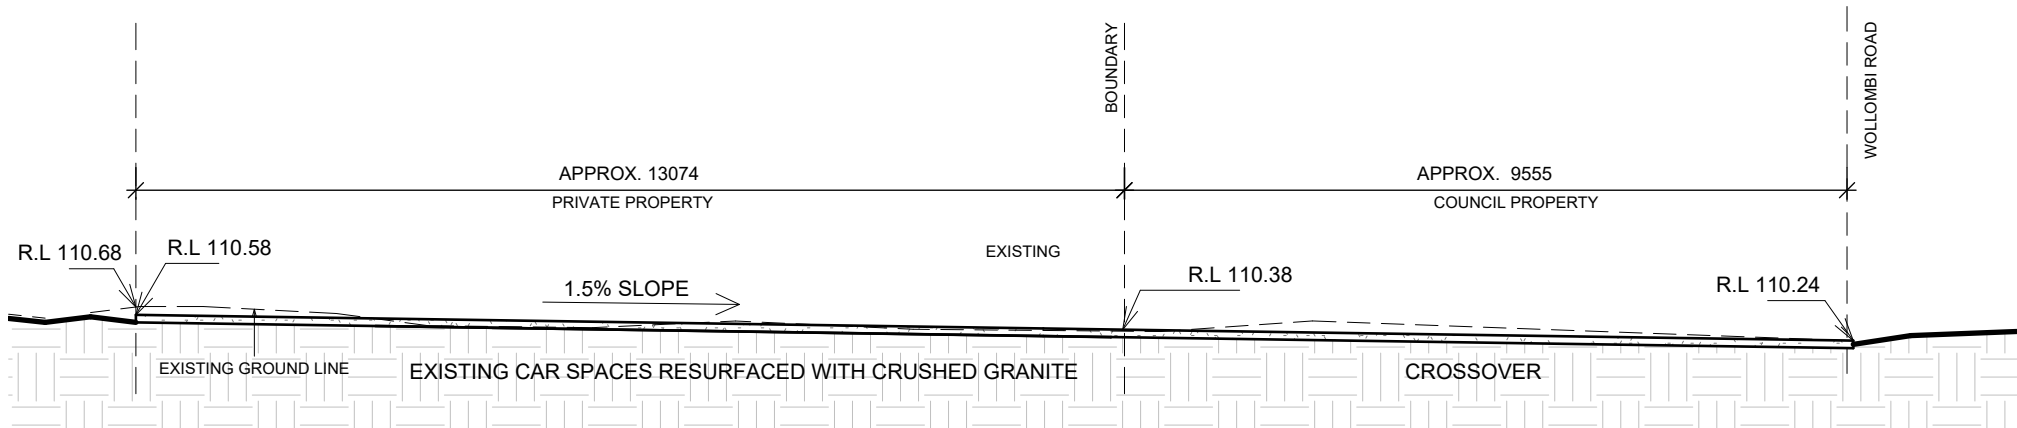 BOUNDARY
WOLLOMBI ROAD
APPROX. 13074
PRIVATE PROPERTY
APPROX. 9555
COUNCIL PROPERTY
R.L 110.68
R.L 110.58
EXISTING
1.5% SLOPE
R.L 110.38
R.L 110.24
EXISTING GROUND LINE
EXISTING CAR SPACES RESURFACED WITH CRUSHED GRANITE
CROSSOVER